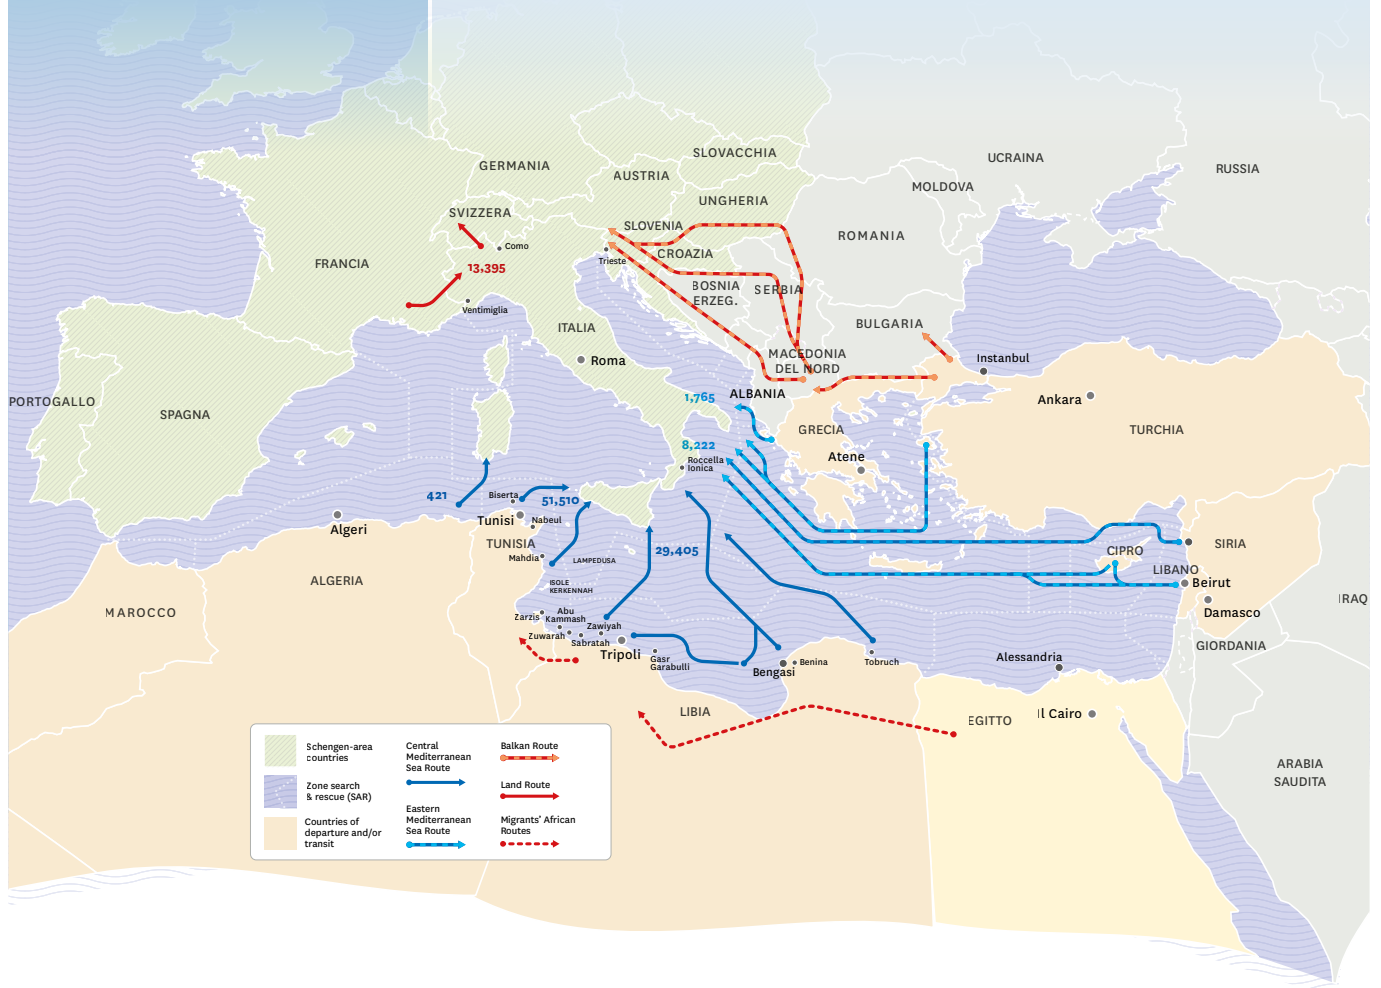 SLOVACCHIA
GERMANIA
UCRAINA
RUSSIA
AUSTRIA
MOLDOVA
UNGHERIA
SVIZZERA
SLOVENIA
ROMANIA
Como
CROAZIA
Trieste
FRANCIA
13,395
BOSNIA
ERZEG.
SERBIA
Ventimiglia
ITALIA
BULGARIA
MACEDONIA
DEL NORD
Instanbul
Roma
ALBANIA
1,765
Ankara
PORTOGALLO
SPAGNA
GRECIA
TURCHIA
8,222
Atene
Roccella
Ionica
421
Biserta
51,510
Tunisi
Nabeul
Algeri
TUNISIA
Mahdia
LAMPEDUSA
29,405
SIRIA
CIPRO
LIBANO
ALGERIA
ISOLE
KERKENNAH
Beirut
IRAQ
MAROCCO
Damasco
Zarzis
Abu
Kammash
Zawiyah
Zuwarah
Sabratah
Tripoli
Gasr
Garabulli
Bengasi
Benina
Tobruch
Alessandria
GIORDANIA
LIBIA
EGITTO
Il Cairo
ARABIA
SAUDITA
Schengen-area
countries
Zone search
& rescue (SAR)
Countries of
departure and/or
transit
Central
Mediterranean
Sea Route
Eastern
Mediterranean
Sea Route
Balkan Route
Land Route
Migrants' African
Routes